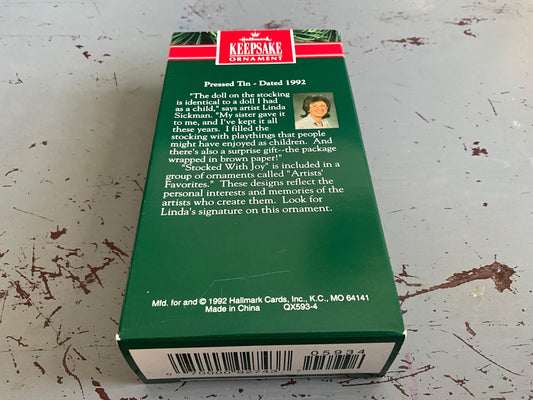 Hallmark
KEEPSAKE
ORNAMENT
Pressed Tin - Dated 1992
"The doll on the stocking
is identical to a doll I had
as a child," says artist Linda
Sickman. "My sister gave it
to me, and I've kept it all
these years. I filled the
stocking with playthings that people
might have enjoyed as children. And
there's also a surprise gift--the package
wrapped in brown paper!"
"Stocked With Joy" is included in a
group of ornaments called "Artists'
Favorites." These designs reflect the
personal interests and memories of the
artists who create them. Look for
Linda's signature on this ornament.
Mfd. for and © 1992 Hallmark Cards, Inc., K.C., MO 64141
Made in China QX593-4
05934